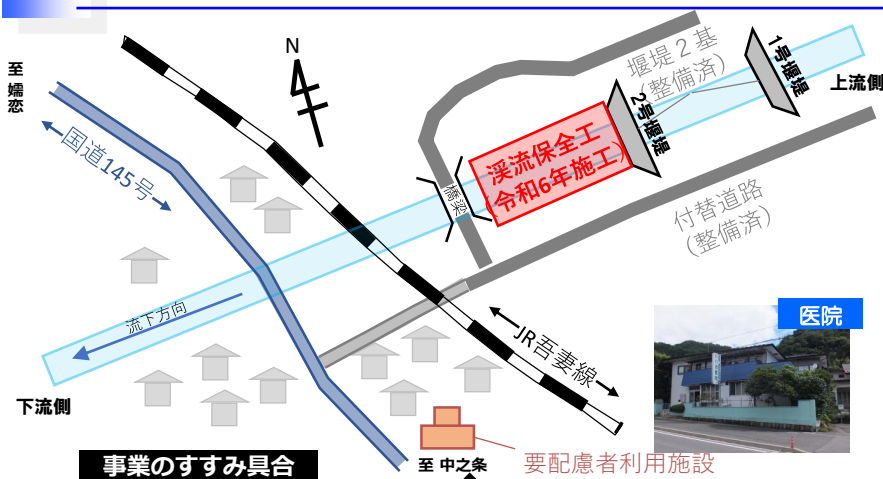 至 嬬恋
国道145号
N
堰堤２基
(整備済)
1号堰堤
上流側
2号堰堤
渓流保全工
(令和6年施工)
橋梁
付替道路
(整備済)
流下方向
JR吾妻線
医院
下流側
至 中之条
要配慮者利用施設
事業のすすみ具合